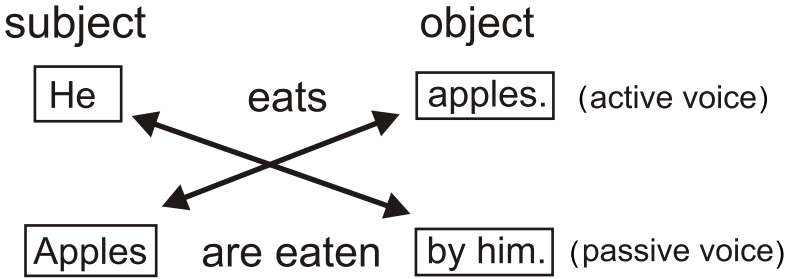 subject object
He eats apples. (active voice)
Apples are eaten by him. (passive voice)